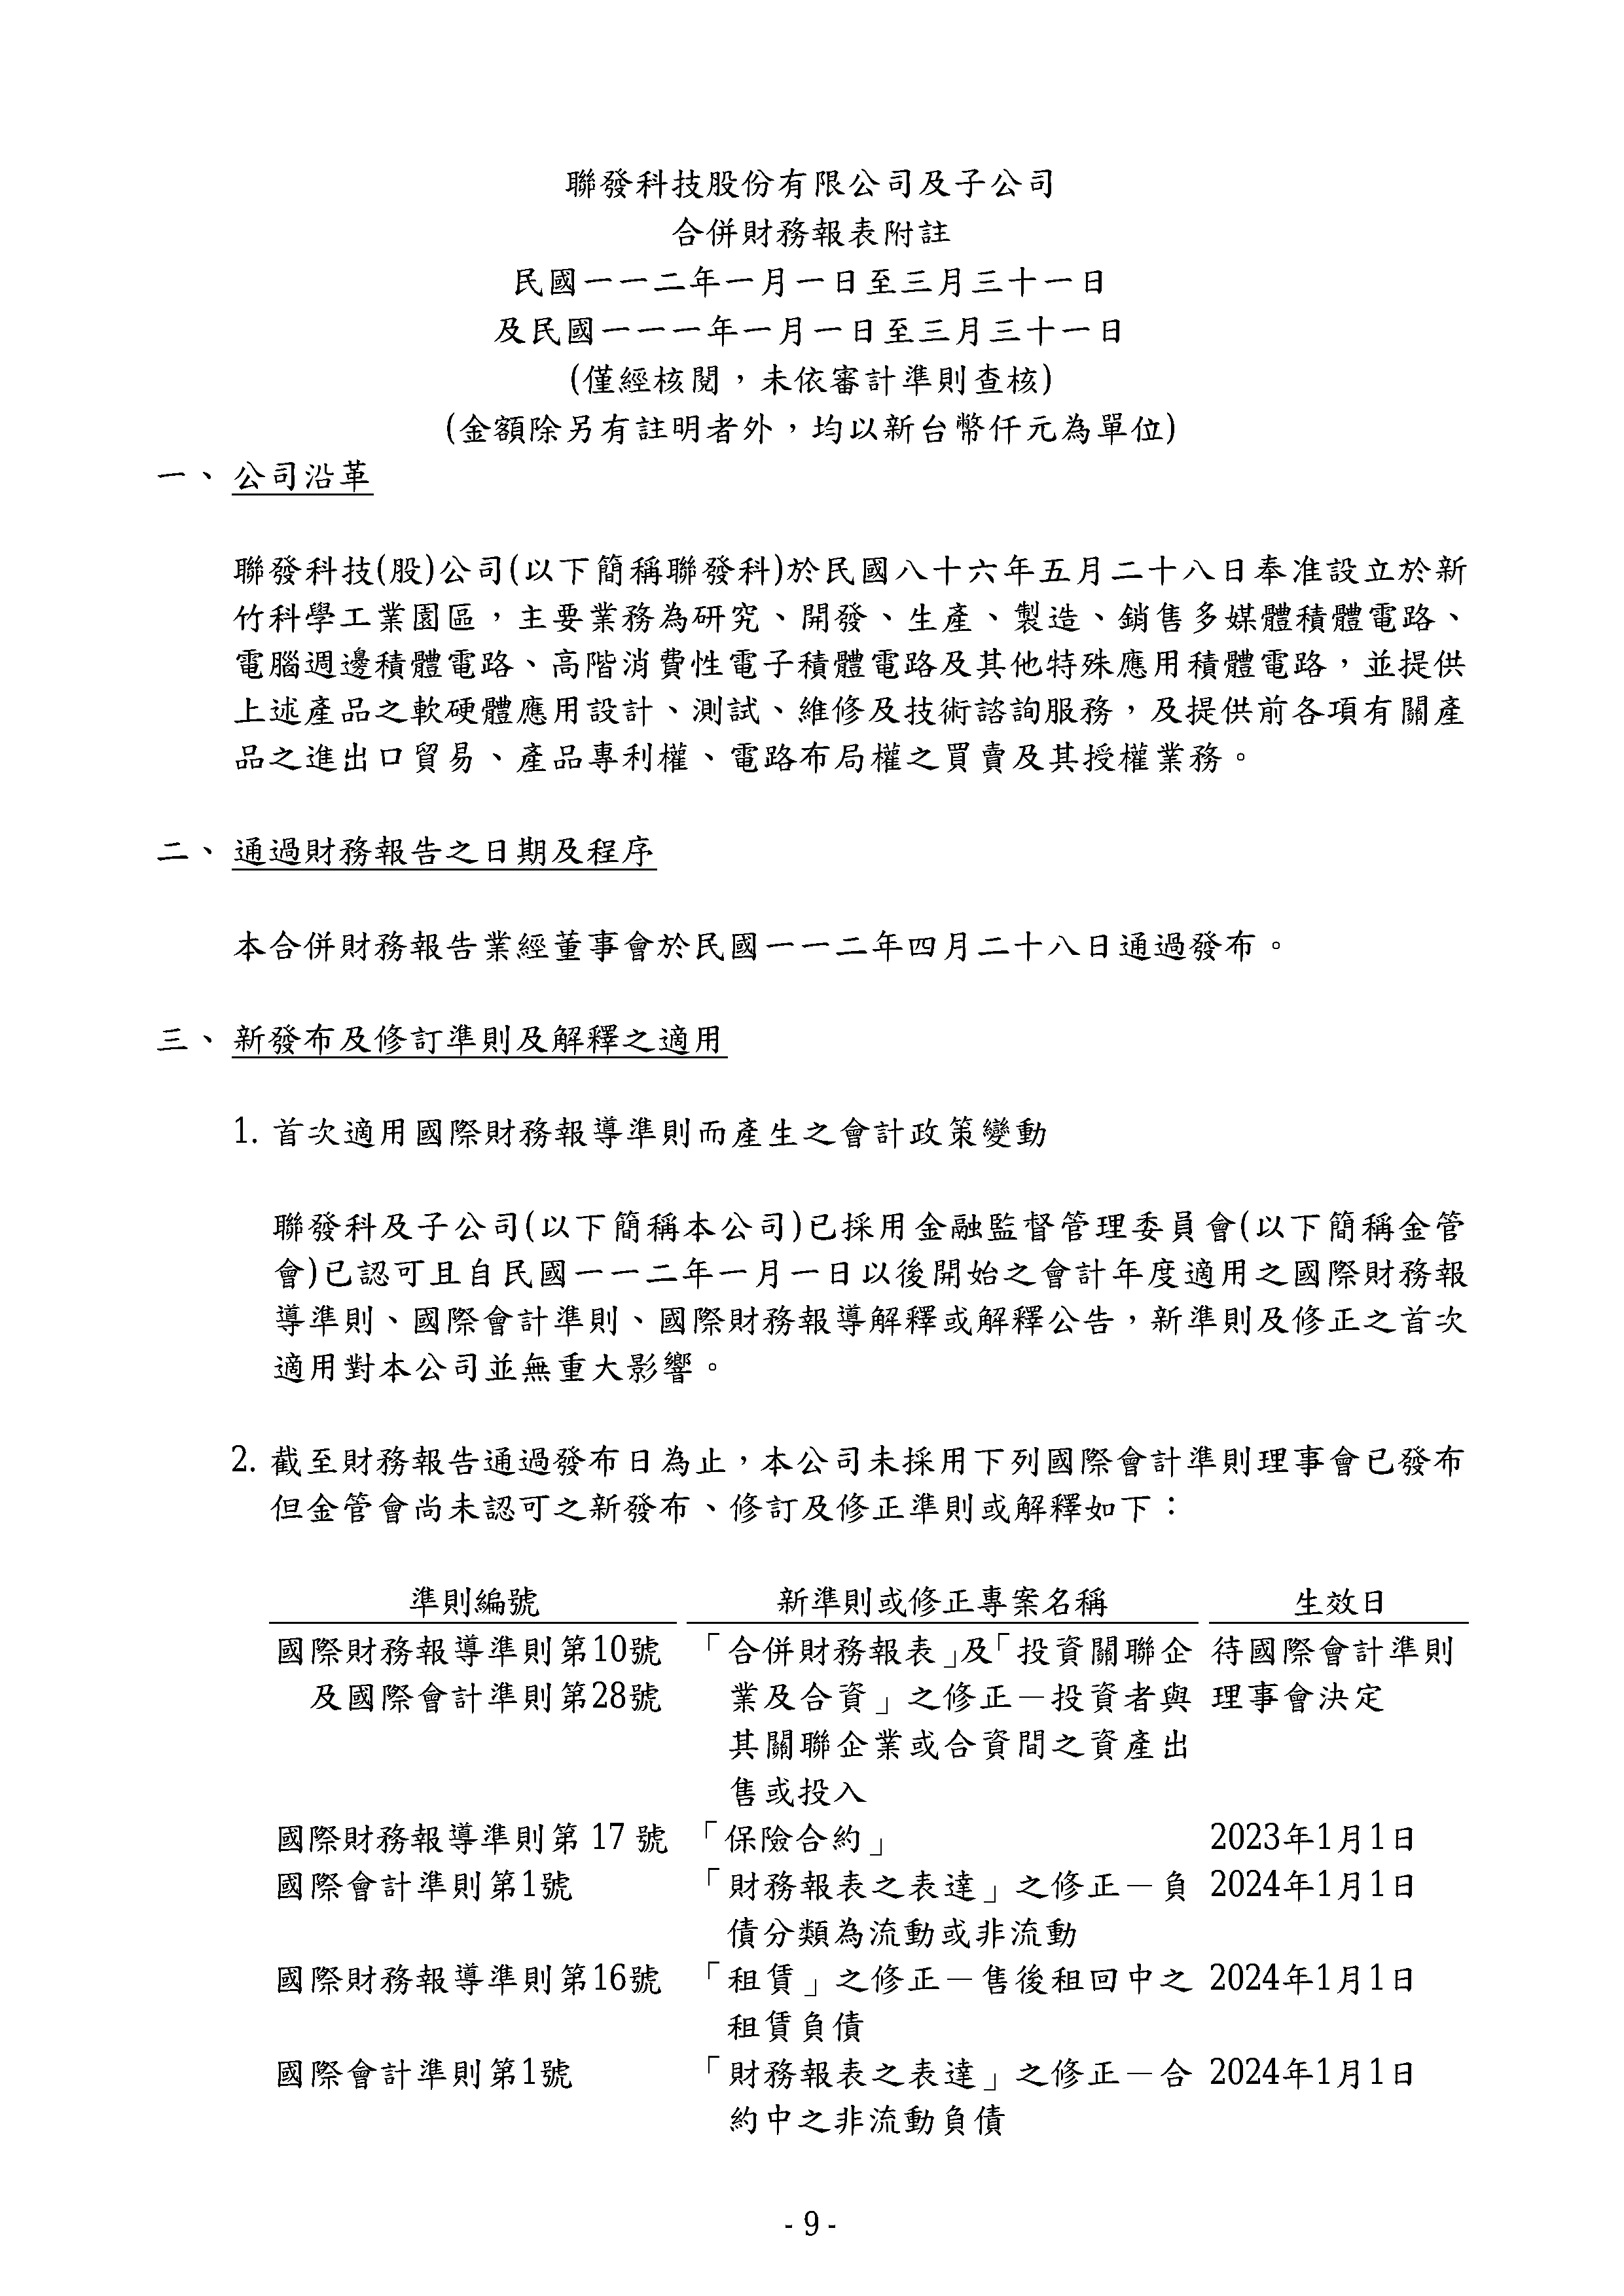 聯發科技股份有限公司及子公司
合併財務報表附註
民國一一二年一月一日至三月三十一日
及民國一一一年一月一日至三月三十一日
(僅經核閱，未依審計準則查核)
(金額除另有註明者外，均以新台幣仟元為單位)
一、公司沿革
聯發科技(股)公司(以下簡稱聯發科)於民國八十六年五月二十八日奉准設立於新
竹科學工業園區，主要業務為研究、開發、生產、製造、銷售多媒體積體電路、
電腦週邊積體電路、高階消費性電子積體電路及其他特殊應用積體電路，並提供
上述產品之軟硬體應用設計、測試、維修及技術諮詢服務，及提供前各項有關產
品之進出口貿易、產品專利權、電路布局權之買賣及其授權業務。
二、通過財務報告之日期及程序
本合併財務報告業經董事會於民國一一二年四月二十八日通過發布。
三、新發布及修訂準則及解釋之適用
1. 首次適用國際財務報導準則而產生之會計政策變動
聯發科及子公司(以下簡稱本公司)已採用金融監督管理委員會(以下簡稱金管
會)已認可且自民國一一二年一月一日以後開始之會計年度適用之國際財務報
導準則、國際會計準則、國際財務報導解釋或解釋公告，新準則及修正之首次
適用對本公司並無重大影響。
2. 截至財務報告通過發布日為止，本公司未採用下列國際會計準則理事會已發布
但金管會尚未認可之新發布、修訂及修正準則或解釋如下：
準則編號 新準則或修正專案名稱 生效日
國際財務報導準則第10號 「合併財務報表」及「投資關聯企 待國際會計準則
及國際會計準則第28號 業及合資」之修正－投資者與 理事會決定
其關聯企業或合資間之資產出
售或投入
國際財務報導準則第 17 號 「保險合約」 2023年1月1日
國際會計準則第1號 「財務報表之表達」之修正－負 2024年1月1日
債分類為流動或非流動
國際財務報導準則第16號 「租賃」之修正－售後租回中之 2024年1月1日
租賃負債
國際會計準則第1號 「財務報表之表達」之修正－合 2024年1月1日
約中之非流動負債
- 9 -